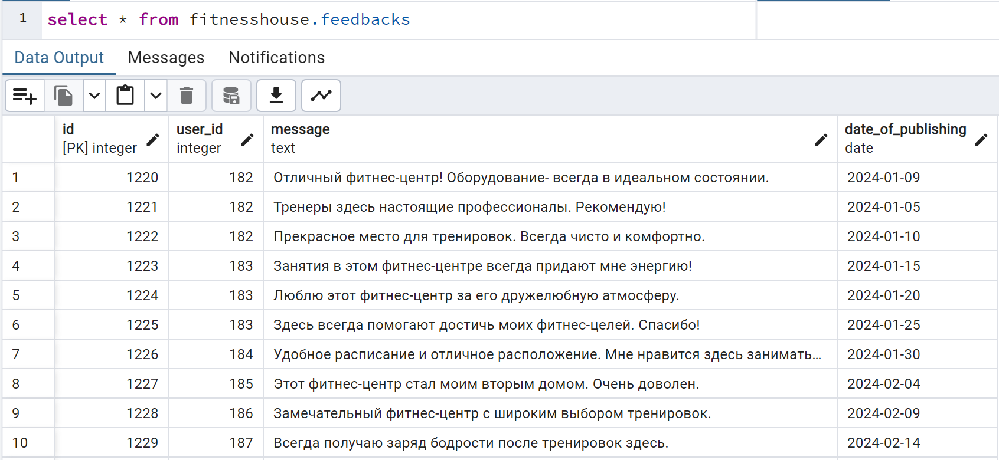 1 select * from fitnesshouse.feedbacks
Data Output Messages Notifications
id user_id message date_of_publishing
[PK] integer integer text date
1 1220 182 Отличный фитнес-центр! Оборудование- всегда в идеальном состоянии. 2024-01-09
2 1221 182 Тренеры здесь настоящие профессионалы. Рекомендую! 2024-01-05
3 1222 182 Прекрасное место для тренировок. Всегда чисто и комфортно. 2024-01-10
4 1223 183 Занятия в этом фитнес-центре всегда придают мне энергию! 2024-01-15
5 1224 183 Люблю этот фитнес-центр за его дружелюбную атмосферу. 2024-01-20
6 1225 183 Здесь всегда помогают достичь моих фитнес-целей. Спасибо! 2024-01-25
7 1226 184 Удобное расписание и отличное расположение. Мне нравится здесь занимать… 2024-01-30
8 1227 185 Этот фитнес-центр стал моим вторым домом. Очень доволен. 2024-02-04
9 1228 186 Замечательный фитнес-центр с широким выбором тренировок. 2024-02-09
10 1229 187 Всегда получаю заряд бодрости после тренировок здесь. 2024-02-14